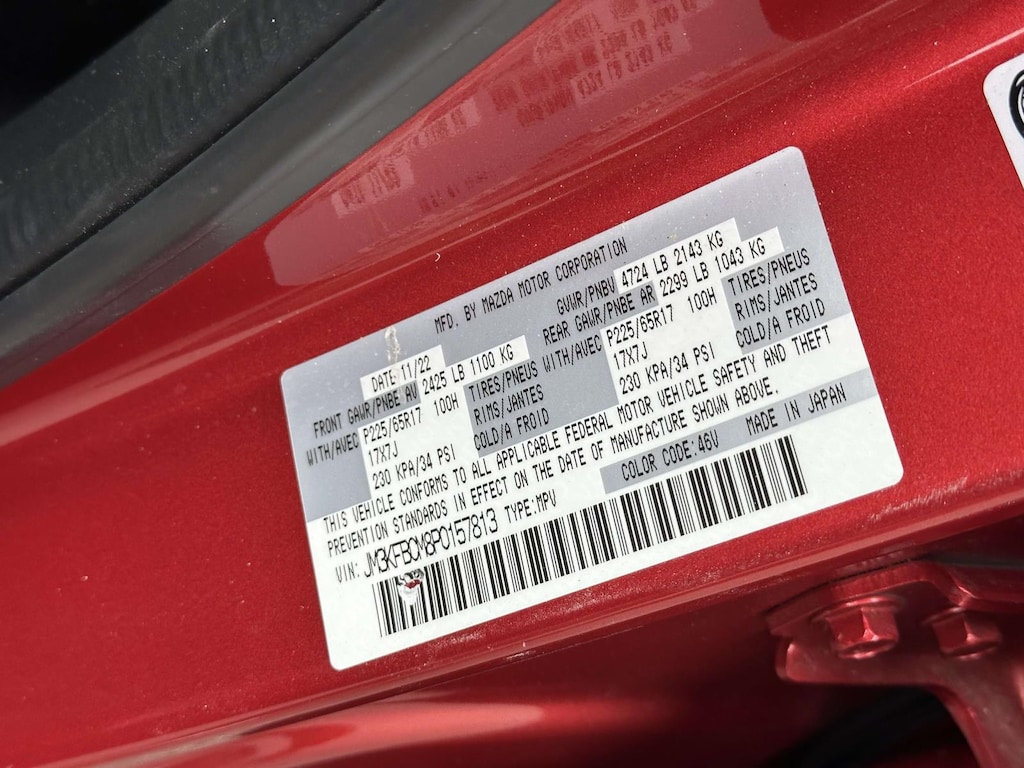 MFD. BY MAZDA MOTOR CORPORATION
DATE:11/22 GVWR/PNBV 4724 LB 2143 KG
FRONT GAWR/PNBE AV 2425 LB 1100 KG REAR GAWR/PNBE AR 2299 LB 1043 KG
WITH/AVEC P225/65R17 100H TIRES/PNEUS WITH/AVEC P225/65R17 100H TIRES/PNEUS
17X7J RIMS/JANTES 17X7J RIMS/JANTES
230 KPA/34 PSI COLD/A FROID 230 KPA/34 PSI COLD/A FROID
THIS VEHICLE CONFORMS TO ALL APPLICABLE FEDERAL MOTOR VEHICLE SAFETY AND THEFT
PREVENTION STANDARDS IN EFFECT ON THE DATE OF MANUFACTURE SHOWN ABOVE.
VIN: JM3KFBCM8P0157813 TYPE:MPV COLOR CODE:46V MADE IN JAPAN